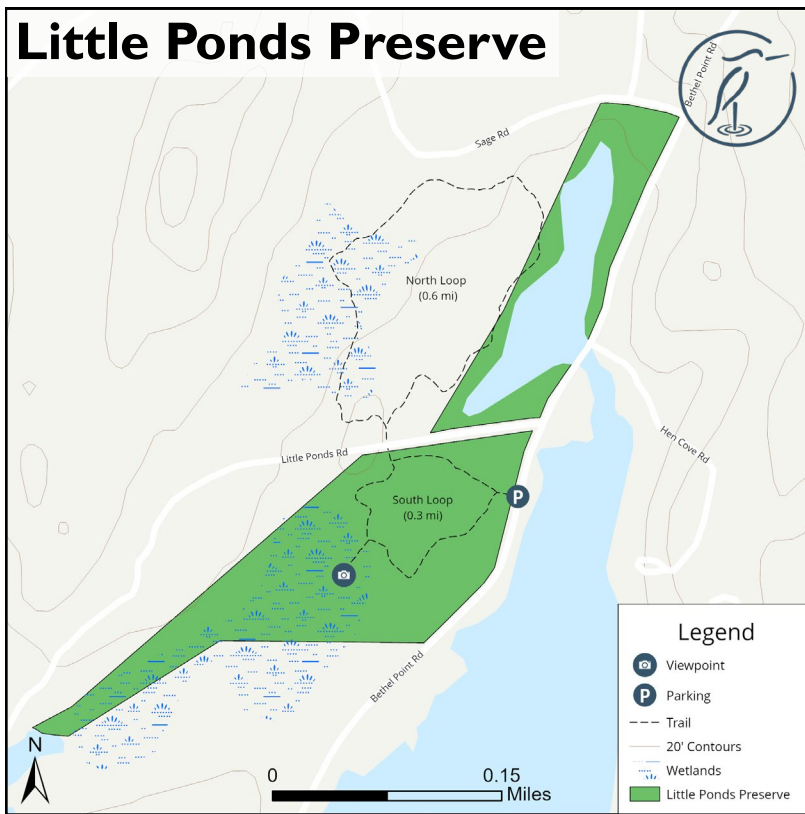 Little Ponds Preserve
Bethel Point Rd
Sage Rd
North Loop
(0.6 mi)
Hen Cove Rd
Little Ponds Rd
South Loop
(0.3 mi)
P
Bethel Point Rd
N
0 0.15
Miles
Legend
Viewpoint
P Parking
Trail
20' Contours
Wetlands
Little Ponds Preserve